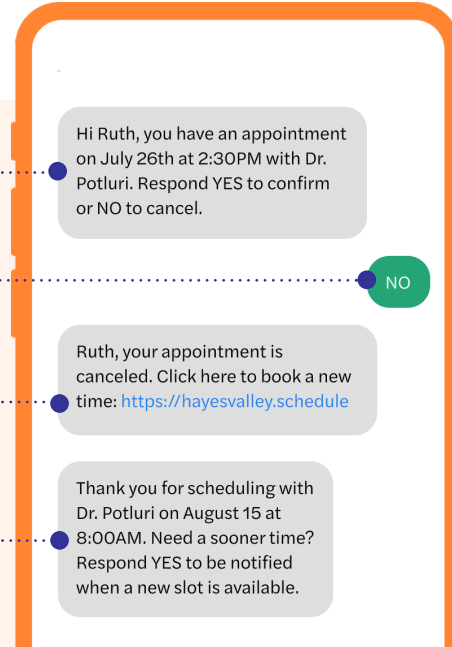 Hi Ruth, you have an appointment
on July 26th at 2:30PM with Dr.
Potluri. Respond YES to confirm
or NO to cancel.
NO
Ruth, your appointment is
canceled. Click here to book a new
time: https://hayesvalley.schedule
Thank you for scheduling with
Dr. Potluri on August 15 at
8:00AM. Need a sooner time?
Respond YES to be notified
when a new slot is available.